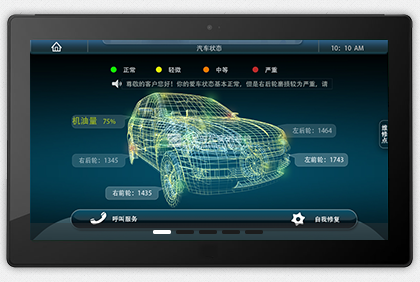 汽车状态
10: 10 AM
正常
轻微
中等
严重
尊敬的客户您好！你的爱车状态基本正常，但是右后轮磨损较为严重，请
机油量 75%
左后轮：1464
维修点
右后轮：1345
左前轮：1743
右前轮：1435
呼叫服务
自我修复